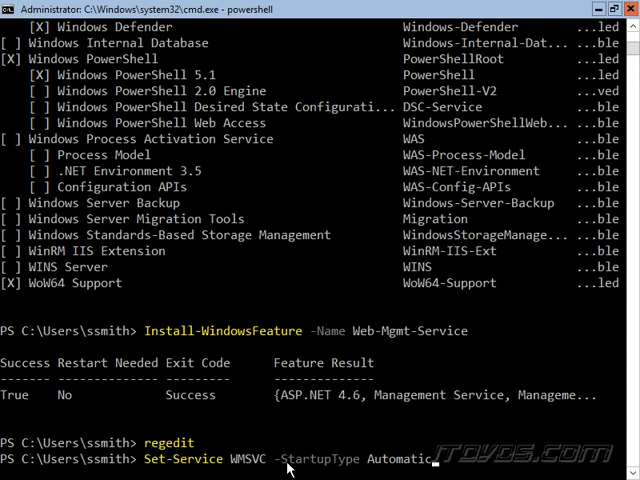 Administrator: C:\Windows\system32\cmd.exe - powershell
[X] Windows Defender Windows-Defender ...led
[ ] Windows Internal Database Windows-Internal-Dat... ...ble
[X] Windows PowerShell PowerShellRoot ...led
[X] Windows PowerShell 5.1 PowerShell ...led
[ ] Windows PowerShell 2.0 Engine PowerShell-V2 ...ved
[ ] Windows PowerShell Desired State Configurati... DSC-Service ...ble
[ ] Windows PowerShell Web Access WindowsPowerShellWeb... ...ble
[ ] Windows Process Activation Service WAS ...ble
[ ] Process Model WAS-Process-Model ...ble
[ ] .NET Environment 3.5 WAS-NET-Environment ...ble
[ ] Configuration APIs WAS-Config-APIs ...ble
[ ] Windows Server Backup Windows-Server-Backup ...ble
[ ] Windows Server Migration Tools Migration ...ble
[ ] Windows Standards-Based Storage Management WindowsStorageManage... ...ble
[ ] WinRM IIS Extension WinRM-IIS-Ext ...ble
[ ] WINS Server WINS ...ble
[X] WoW64 Support WoW64-Support ...led
PS C:\Users\ssmith> Install-WindowsFeature -Name Web-Mgmt-Service
Success Restart Needed Exit Code Feature Result
------- -------------- --------- --------------
True No Success {ASP.NET 4.6, Management Service, Manageme...
PS C:\Users\ssmith> regedit
PS C:\Users\ssmith> Set-Service WMSVC -StartupType Automatic
ITdvds.com